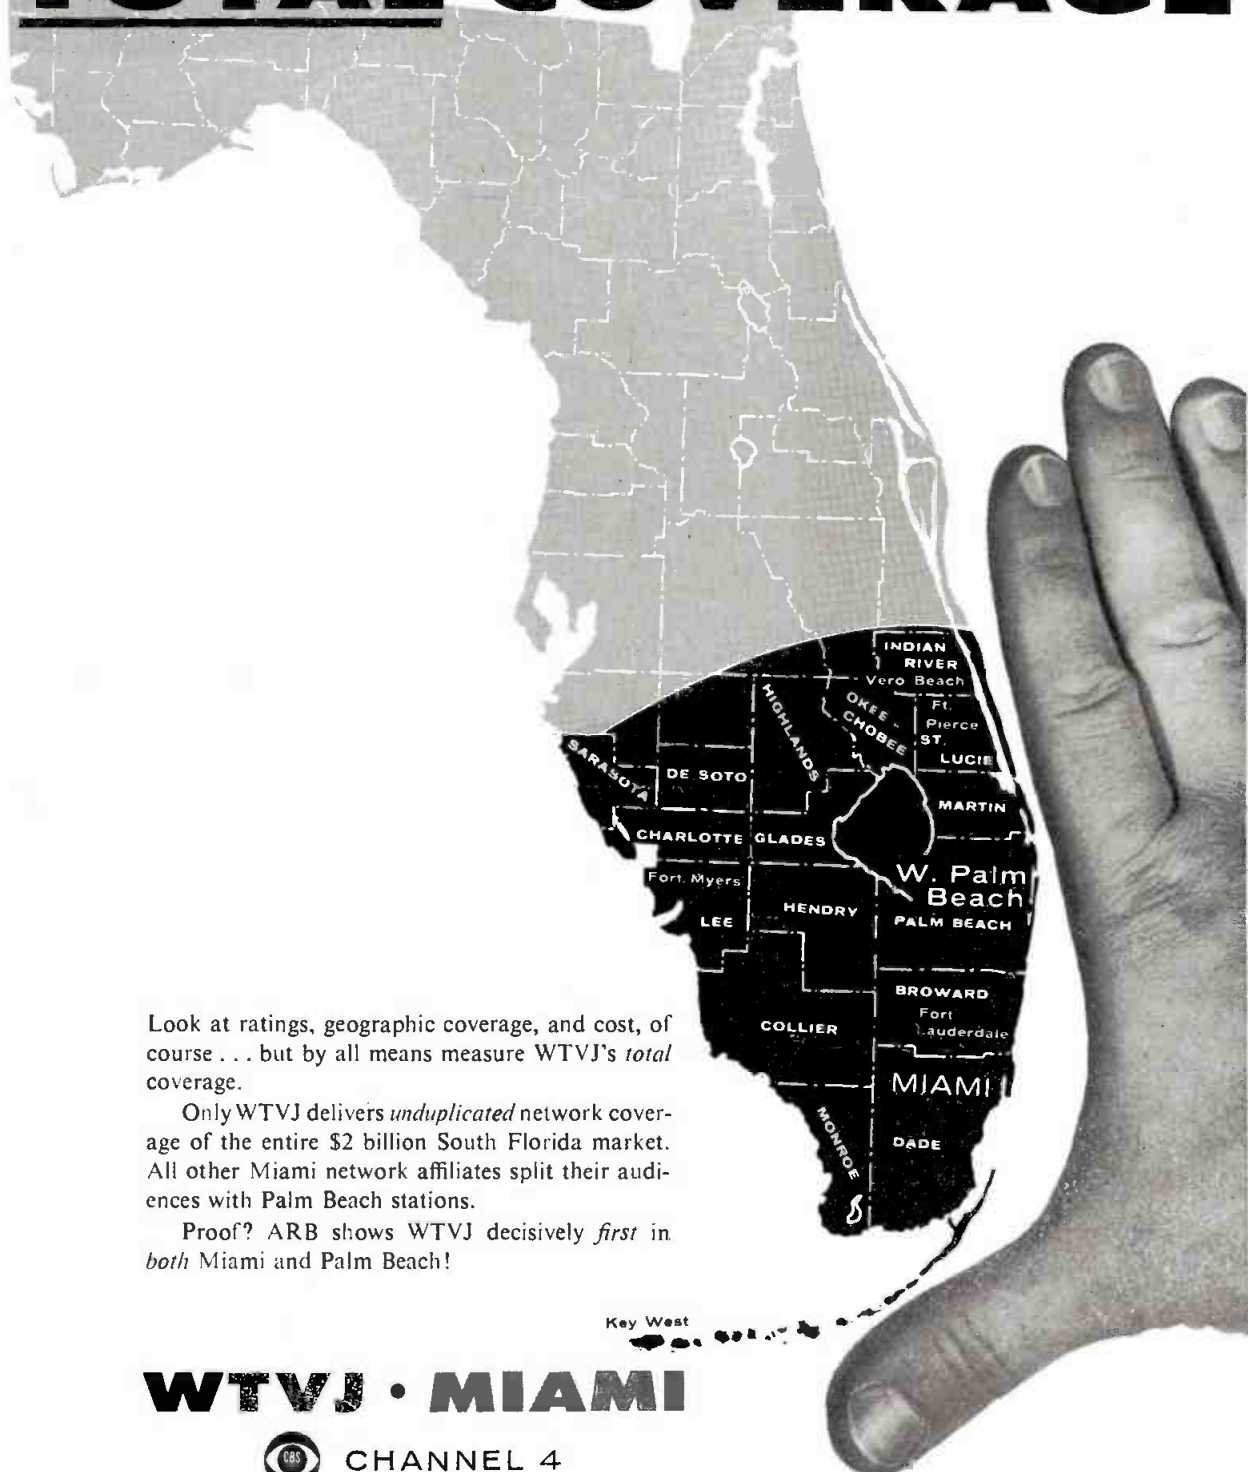 TOTAL COVERAGE
INDIAN
RIVER
Vero Beach
HIGHLANDS
OKEE-
CHOBEE
Ft.
Pierce
ST.
LUCIE
SARASOTA
DE SOTO
MARTIN
CHARLOTTE
GLADES
Fort Myers
W. Palm
Beach
HENDRY
LEE
PALM BEACH
BROWARD
Fort
Lauderdale
COLLIER
MIAMI
MONROE
DADE
Look at ratings, geographic coverage, and cost, of
course . . . but by all means measure WTVJ's total
coverage.
Only WTVJ delivers unduplicated network cover-
age of the entire $2 billion South Florida market.
All other Miami network affiliates split their audi-
ences with Palm Beach stations.
Proof? ARB shows WTVJ decisively first in
both Miami and Palm Beach!
Key West
WTVJ • MIAMI
CBS
CHANNEL 4